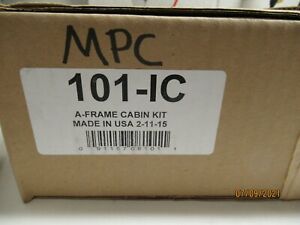 MPC
101-IC
A-FRAME CABIN KIT
MADE IN USA 2-11-15
07/09/2021